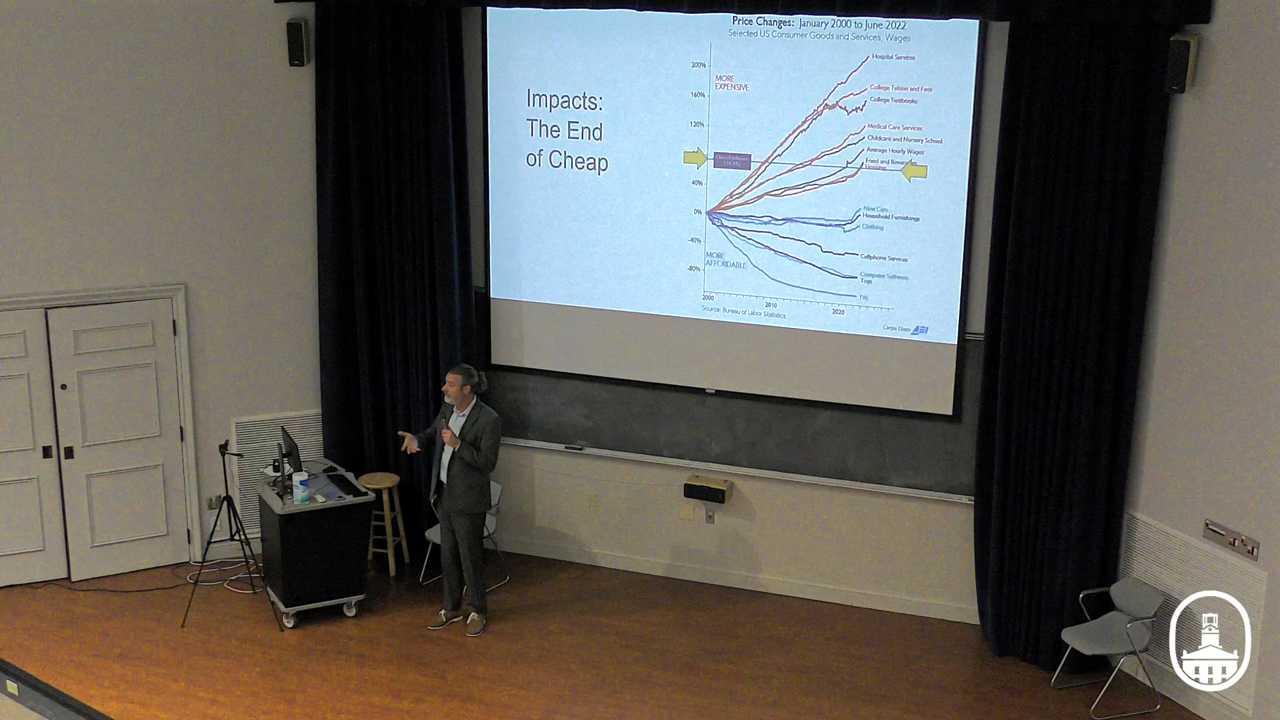 Impacts:
The End
of Cheap
Price Changes: January 2000 to June 2022
Selected US Consumer Goods and Services, Wages
200%
160%
120%
40%
0%
-40%
-80%
MORE
EXPENSIVE
MORE
AFFORDABLE
Hospital Services
College Tuition and Fees
College Textbooks
Medical Care Services
Childcare and Nursery School
Average Hourly Wages
Food and Beverages
Housing
New Cars
Household Furnishings
Clothing
Cellphone Services
Computer Software
Toys
TVs
2000
2010
2020
Source: Bureau of Labor Statistics
Carpe Diem AEI